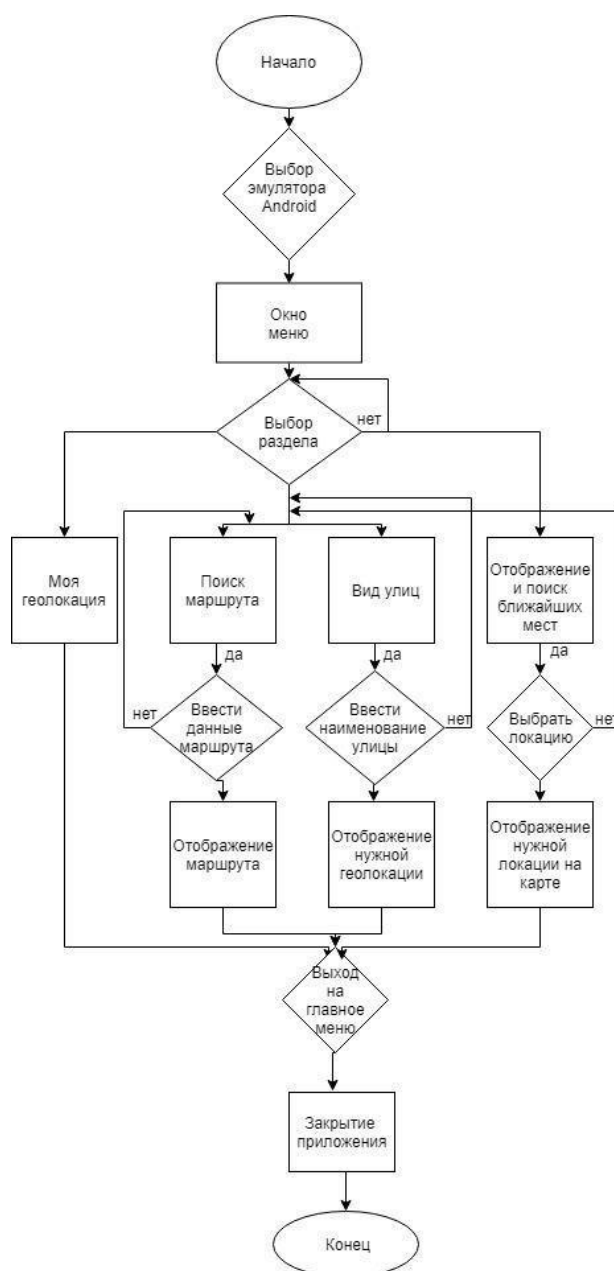 Начало
Выбор
эмулятора
Android
Окно
меню
Выбор
раздела
нет
Моя
геолокация
Поиск
маршрута
Вид улиц
Отображение
и поиск
ближайших
мест
да
да
да
нет
Ввести
данные
маршрута
Ввести
наименование
улицы
нет
Выбрать
локацию
нет
Отображение
маршрута
Отображение
нужной
геолокации
Отображение
нужной
локации на
карте
Выход
на
главное
меню
Закрытие
приложения
Конец